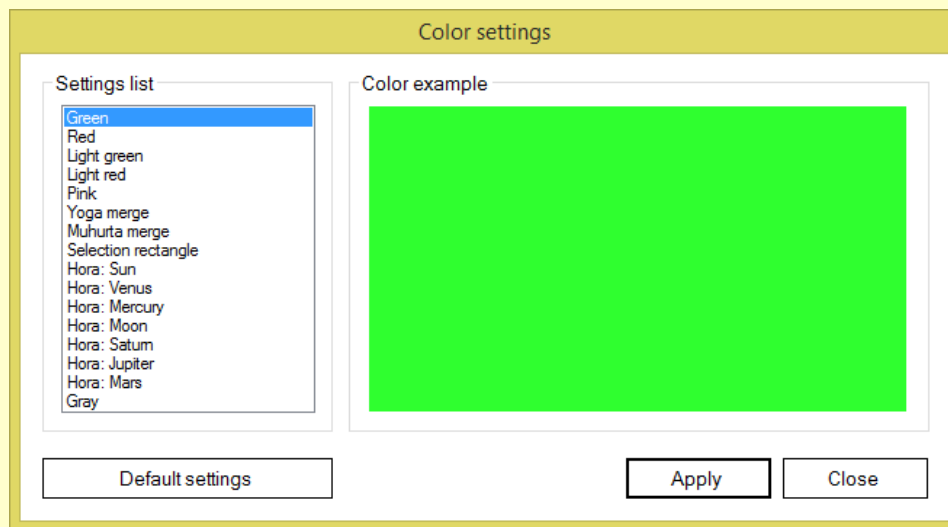 Color settings
Settings list
Green
Red
Light green
Light red
Pink
Yoga merge
Muhurta merge
Selection rectangle
Hora: Sun
Hora: Venus
Hora: Mercury
Hora: Moon
Hora: Saturn
Hora: Jupiter
Hora: Mars
Gray
Color example
Default settings
Apply
Close